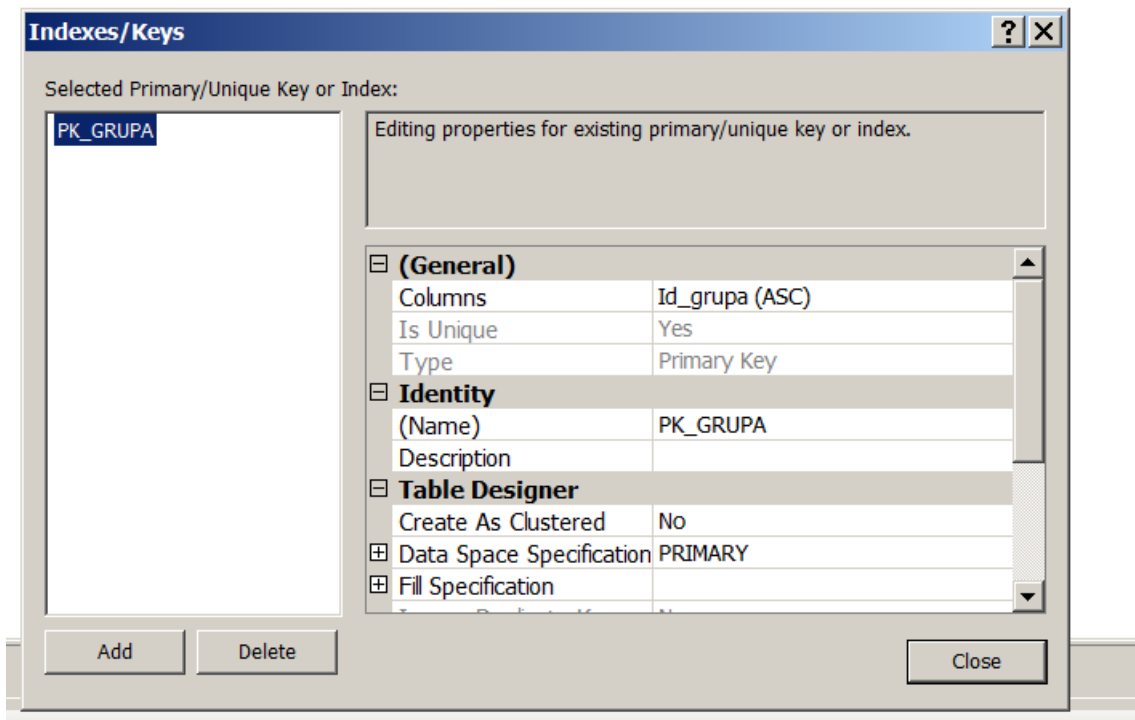 Indexes/Keys
Selected Primary/Unique Key or Index:
PK_GRUPA
Editing properties for existing primary/unique key or index.
(General)
Columns Id_grupa (ASC)
Is Unique Yes
Type Primary Key
Identity
(Name) PK_GRUPA
Description
Table Designer
Create As Clustered No
Data Space Specification PRIMARY
Fill Specification
Add Delete Close